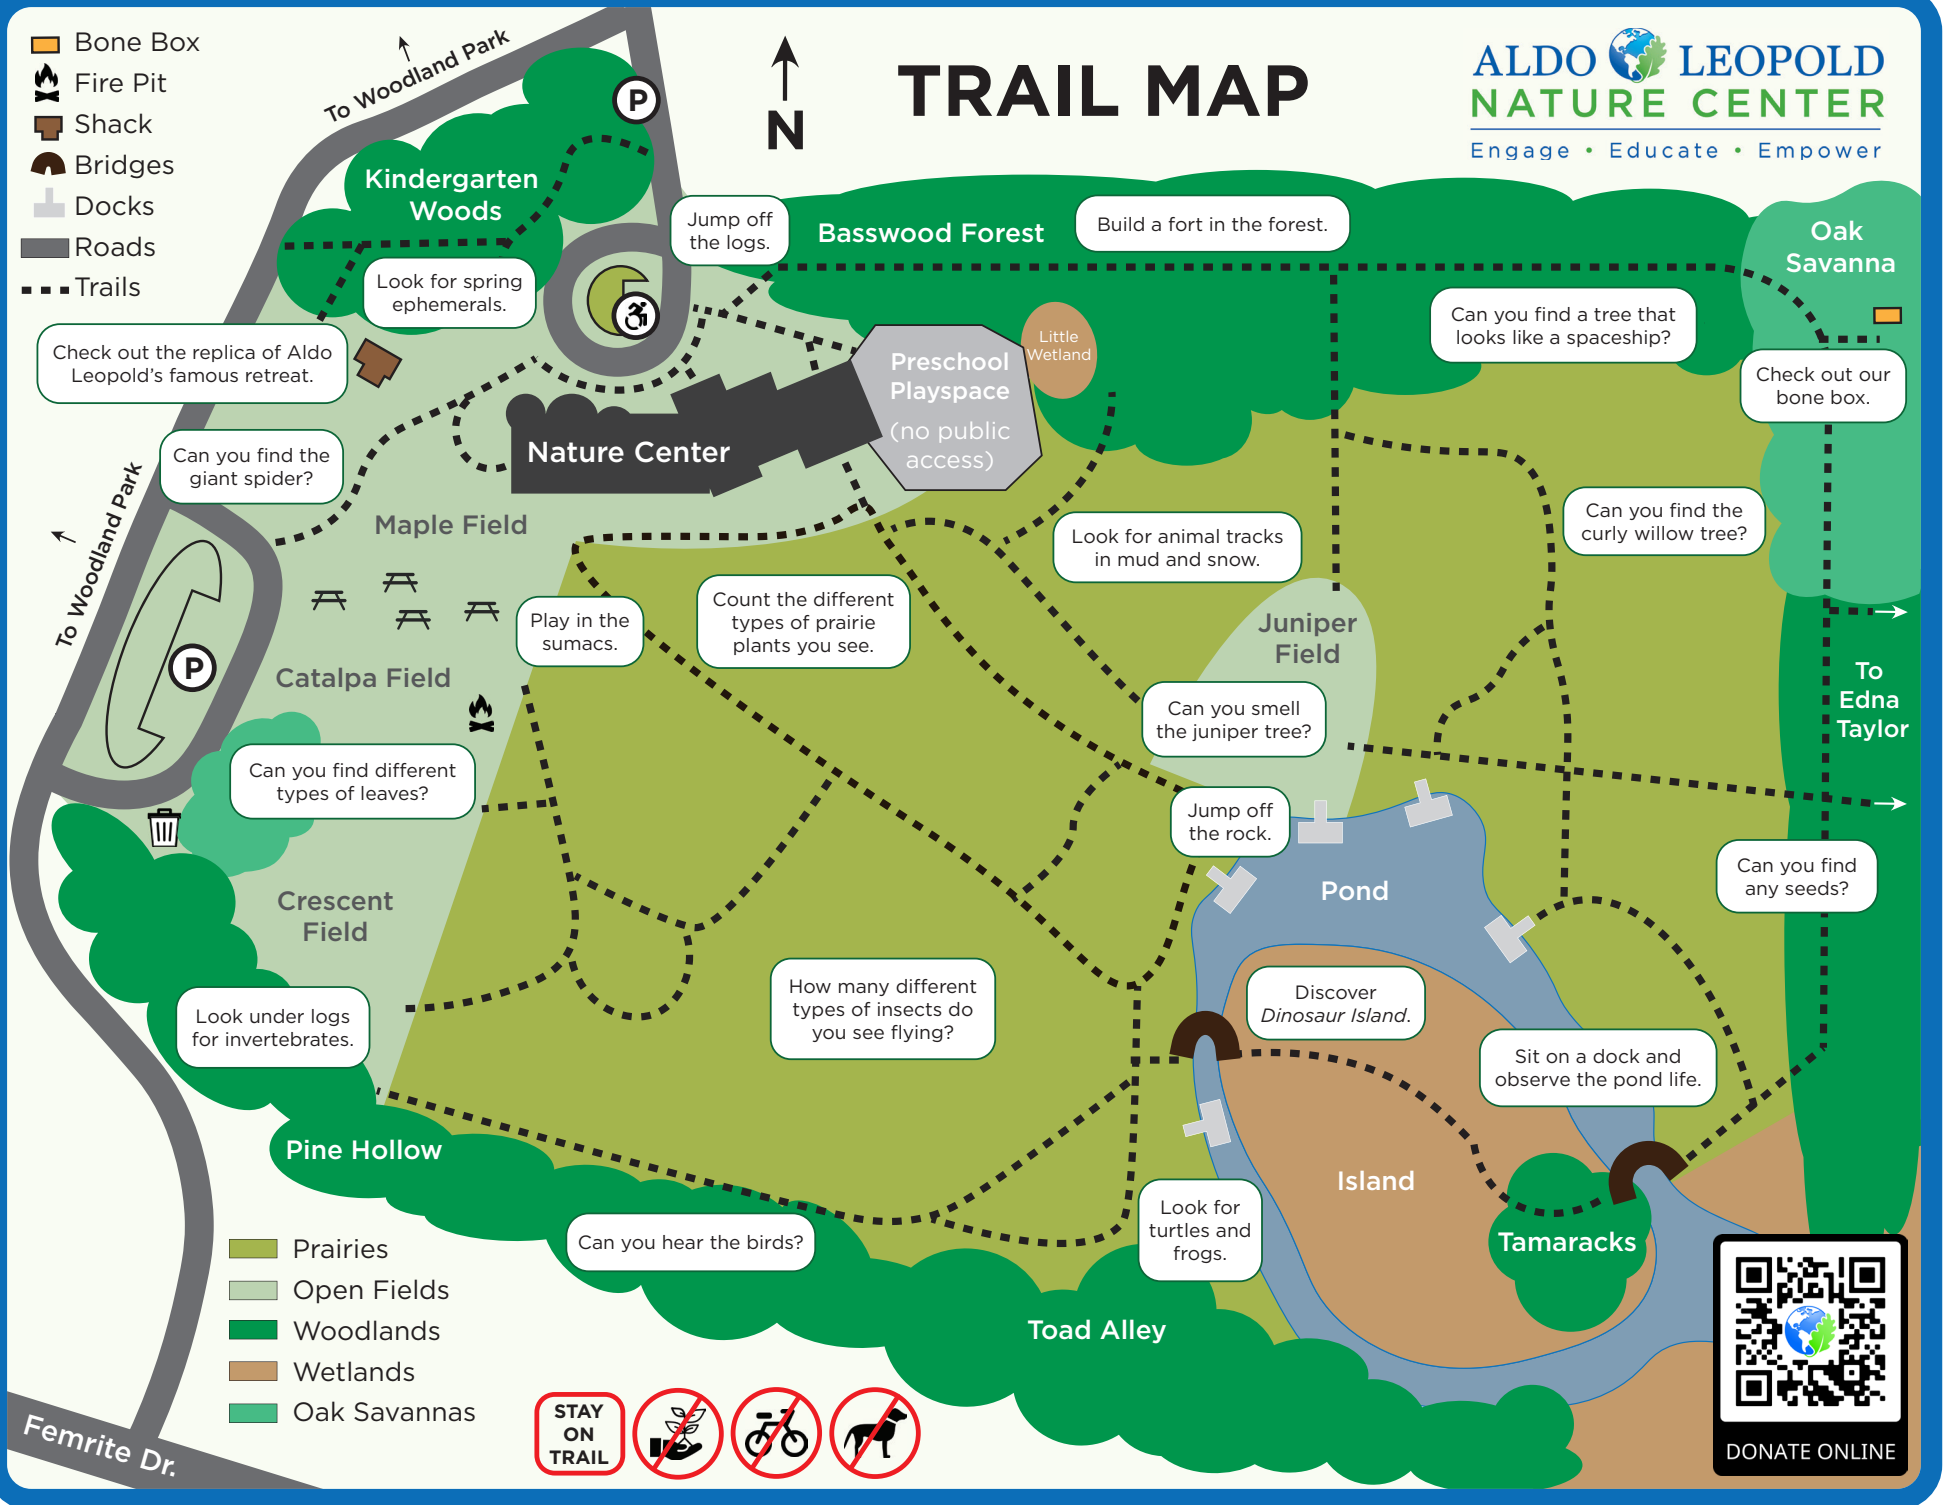 Bone Box
Fire Pit
Shack
Bridges
Docks
Roads
Trails
To Woodland Park
P
N
TRAIL MAP
ALDO LEOPOLD
NATURE CENTER
Engage • Educate • Empower
Kindergarten
Woods
Jump off
the logs.
Basswood Forest
Build a fort in the forest.
Oak
Savanna
Look for spring
ephemerals.
Check out the replica of Aldo
Leopold's famous retreat.
Little
Wetland
Can you find a tree that
looks like a spaceship?
Preschool
Playspace
(no public
access)
Check out our
bone box.
Can you find the
giant spider?
Nature Center
To Woodland Park
Maple Field
Look for animal tracks
in mud and snow.
Can you find the
curly willow tree?
Play in the
sumacs.
Count the different
types of prairie
plants you see.
Juniper
Field
P
Catalpa Field
To
Edna
Taylor
Can you smell
the juniper tree?
Can you find different
types of leaves?
Jump off
the rock.
Pond
Can you find
any seeds?
Crescent
Field
How many different
types of insects do
you see flying?
Discover
Dinosaur Island.
Look under logs
for invertebrates.
Sit on a dock and
observe the pond life.
Pine Hollow
Island
Look for
turtles and
frogs.
Can you hear the birds?
Tamaracks
Toad Alley
Prairies
Open Fields
Woodlands
Wetlands
Oak Savannas
STAY
ON
TRAIL
Femrite Dr.
DONATE ONLINE